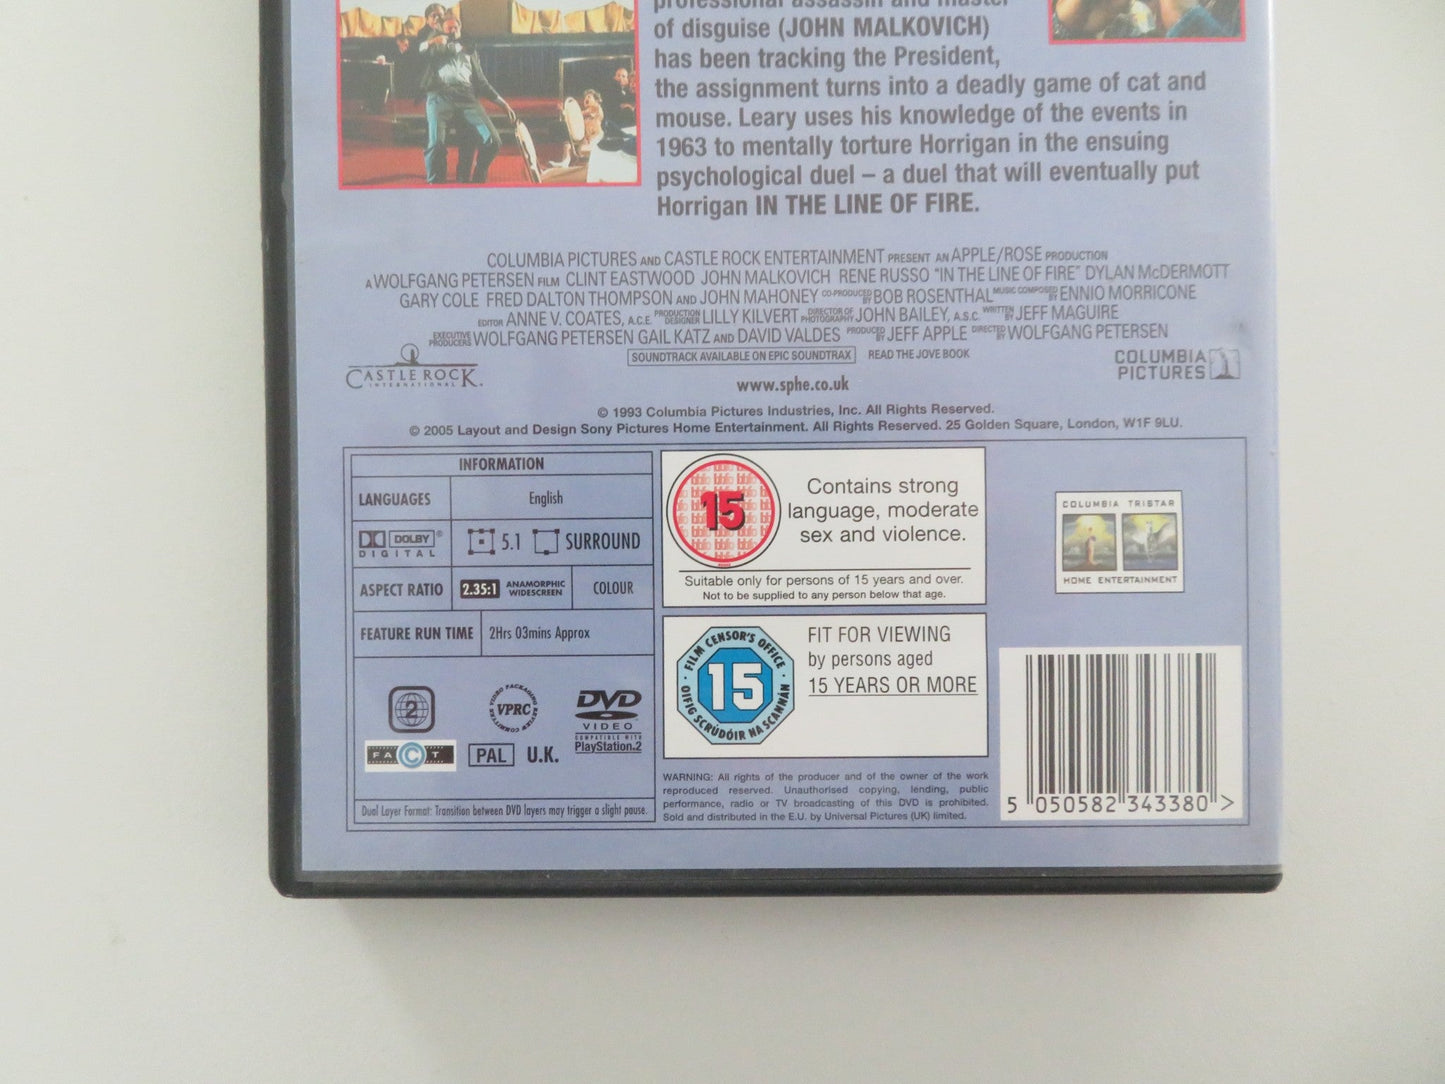 professional assassin and master
of disguise (JOHN MALKOVICH)
has been tracking the President,
the assignment turns into a deadly game of cat and
mouse. Leary uses his knowledge of the events in
1963 to mentally torture Horrigan in the ensuing
psychological duel – a duel that will eventually put
Horrigan IN THE LINE OF FIRE.
COLUMBIA PICTURES AND CASTLE ROCK ENTERTAINMENT PRESENT AN APPLE/ROSE PRODUCTION
A WOLFGANG PETERSEN FILM CLINT EASTWOOD JOHN MALKOVICH RENE RUSSO "IN THE LINE OF FIRE" DYLAN McDERMOTT
GARY COLE FRED DALTON THOMPSON AND JOHN MAHONEY CO-PRODUCED BY BOB ROSENTHAL MUSIC COMPOSED BY ENNIO MORRICONE
EDITOR ANNE V. COATES, A.C.E. PRODUCTION DESIGNER LILLY KILVERT DIRECTOR OF PHOTOGRAPHY JOHN BAILEY, A.S.C. WRITTEN BY JEFF MAGUIRE
EXECUTIVE PRODUCERS WOLFGANG PETERSEN GAIL KATZ AND DAVID VALDES PRODUCED BY JEFF APPLE DIRECTED BY WOLFGANG PETERSEN
SOUNDTRACK AVAILABLE ON EPIC SOUNDTRAX READ THE JOVE BOOK
CASTLE ROCK
INTERNATIONAL
COLUMBIA
PICTURES
www.sphe.co.uk
© 1993 Columbia Pictures Industries, Inc. All Rights Reserved.
© 2005 Layout and Design Sony Pictures Home Entertainment. All Rights Reserved. 25 Golden Square, London, W1F 9LU.
INFORMATION
LANGUAGES English
DOLBY®
DIGITAL
5.1 SURROUND
ASPECT RATIO 2.35:1 ANAMORPHIC WIDESCREEN COLOUR
FEATURE RUN TIME 2Hrs 03mins Approx
2
VIDEO PACKAGING REVIEW COMMITTEE
VPRC
DVD
VIDEO
COMPATIBLE WITH
PlayStation.2
FACT
PAL U.K.
Dual Layer Format: Transition between DVD layers may trigger a slight pause.
bbfc
15
Contains strong
language, moderate
sex and violence.
Suitable only for persons of 15 years and over.
Not to be supplied to any person below that age.
FILM CENSOR'S OFFICE
15
OIFIG SCRÚDÓIR NA SCANNÁN
FIT FOR VIEWING
by persons aged
15 YEARS OR MORE
WARNING: All rights of the producer and of the owner of the work
reproduced reserved. Unauthorised copying, lending, public
performance, radio or TV broadcasting of this DVD is prohibited.
Sold and distributed in the E.U. by Universal Pictures (UK) limited.
COLUMBIA TRISTAR
HOME ENTERTAINMENT
5 050582 343380 >